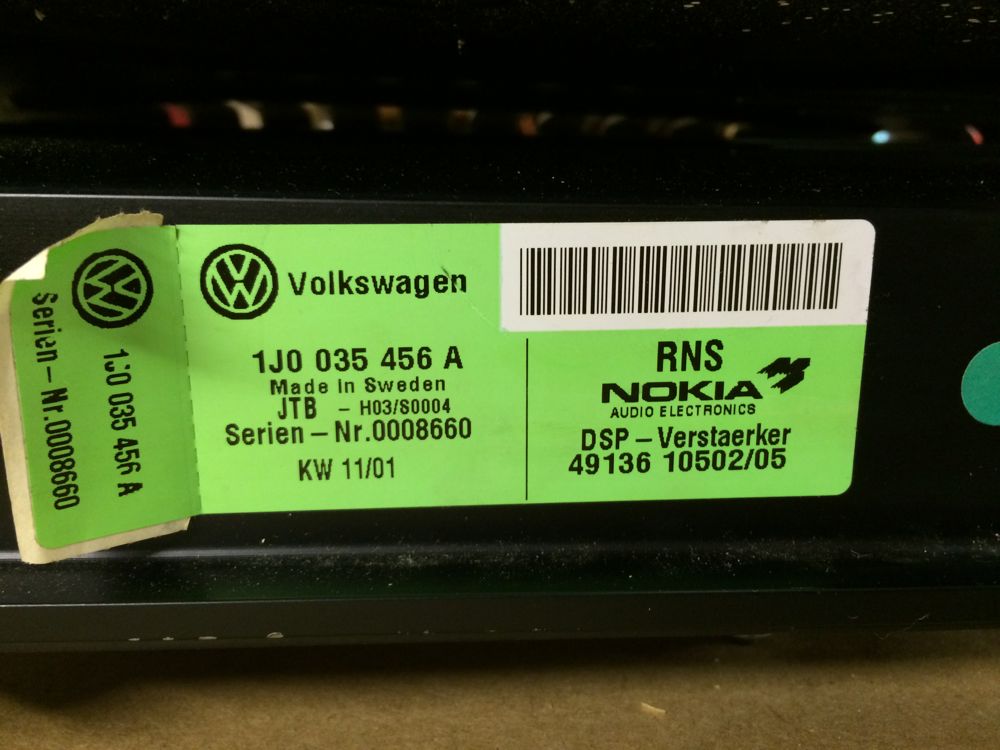 Serien - Nr.0008660
1J0 035 456 A
Volkswagen
1J0 035 456 A
Made in Sweden
JTB - H03/S0004
Serien - Nr.0008660
KW 11/01
RNS
NOKIA
AUDIO ELECTRONICS
DSP - Verstaerker
49136 10502/05